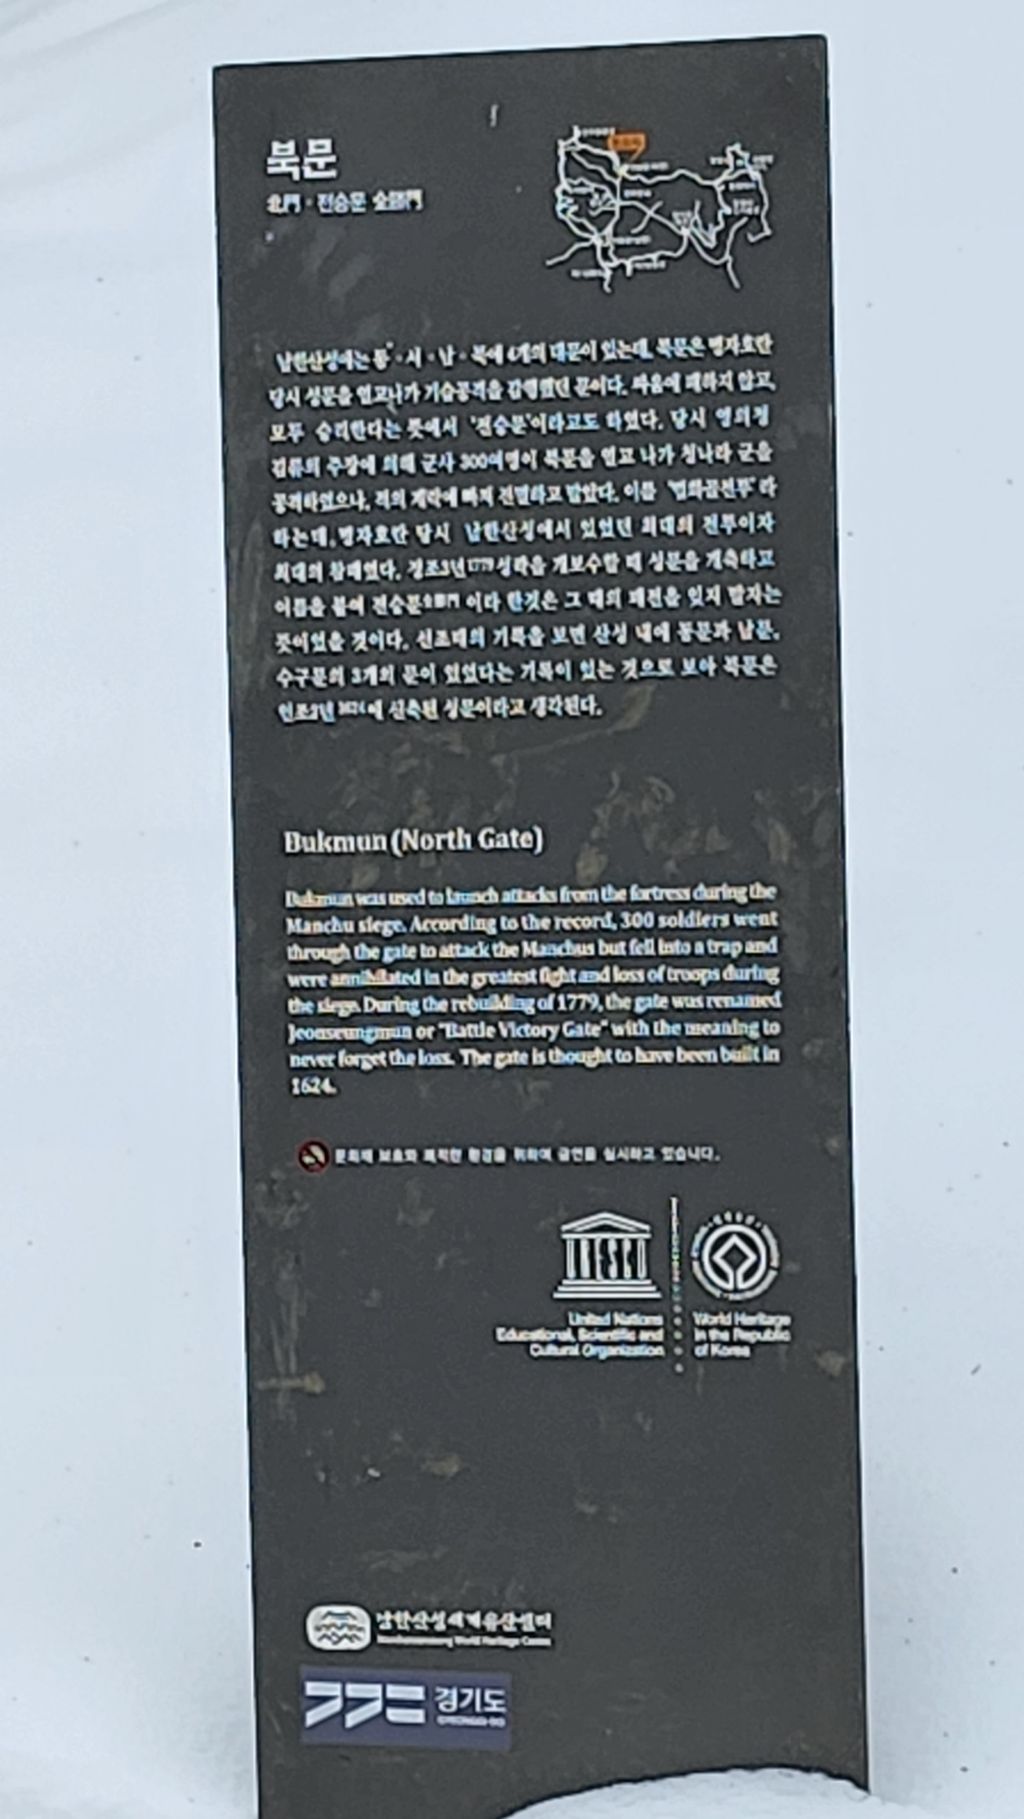 북문
北門 · 전승문 全勝門
남한산성에는 동 · 서 · 남 · 북에 4개의 대문이 있는데, 북문은 병자호란
당시 성문을 열고나가 기습공격을 감행했던 문이다. 싸움에 패하지 않고,
모두 승리한다는 뜻에서 '전승문'이라고도 하였다. 당시 영의정
김류의 주장에 의해 군사 300여명이 북문을 열고 나가 청나라 군을
공격하였으나, 적의 계략에 빠져 전멸하고 말았다. 이를 '법화골전투'라
하는데, 병자호란 당시 남한산성에서 있었던 최대의 전투이자
최대의 참패였다. 정조3년1779성곽을 개보수할 때 성문을 개축하고
이름을 붙여 전승문全勝門 이라 한것은 그 때의 패전을 잊지 말자는
뜻이었을 것이다. 선조때의 기록을 보면 산성 내에 동문과 남문,
수구문의 3개의 문이 있었다는 기록이 있는 것으로 보아 북문은
인조2년1624에 신축된 성문이라고 생각된다.
Bukmun (North Gate)
Bukmun was used to launch attacks from the fortress during the
Manchu siege. According to the record, 300 soldiers went
through the gate to attack the Manchus but fell into a trap and
were annihilated in the greatest fight and loss of troops during
the siege. During the rebuilding of 1779, the gate was renamed
Jeonseungmun or "Battle Victory Gate" with the meaning to
never forget the loss. The gate is thought to have been built in
1624.
문화재 보호와 쾌적한 환경을 위하여 금연을 실시하고 있습니다.
United Nations
Educational, Scientific and
Cultural Organization
World Heritage
in the Republic
of Korea
남한산성세계유산센터
Namhansanseong World Heritage Center
경기도
GYEONGGI-DO